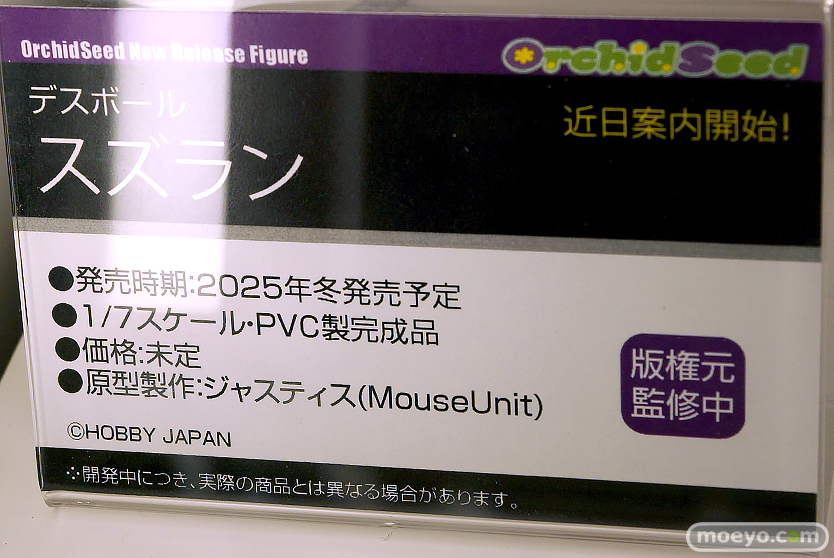 OrchidSeed New Release Figure
OrchidSeed
デスボール
近日案内開始!
スズラン
●発売時期:2025年冬発売予定
●1/7スケール・PVC製完成品
●価格:未定
●原型製作:ジャスティス(MouseUnit)
版権元
監修中
©HOBBY JAPAN
※開発中につき、実際の商品とは異なる場合があります。
moeyo.com